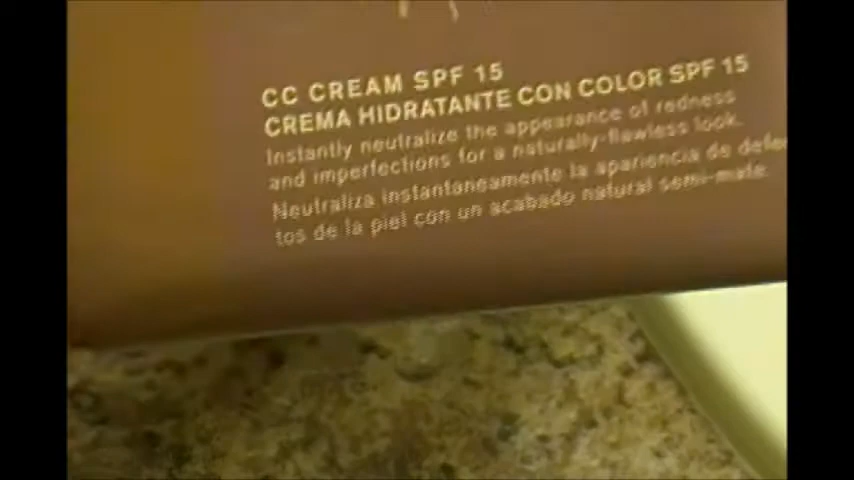 CC CREAM SPF 15
CREMA HIDRATANTE CON COLOR SPF 15
Instantly neutralize the appearance of redness
and imperfections for a naturally-flawless look.
Neutraliza instantaneamente la apariencia de defec
tos de la piel con un acabado natural semi-mate.